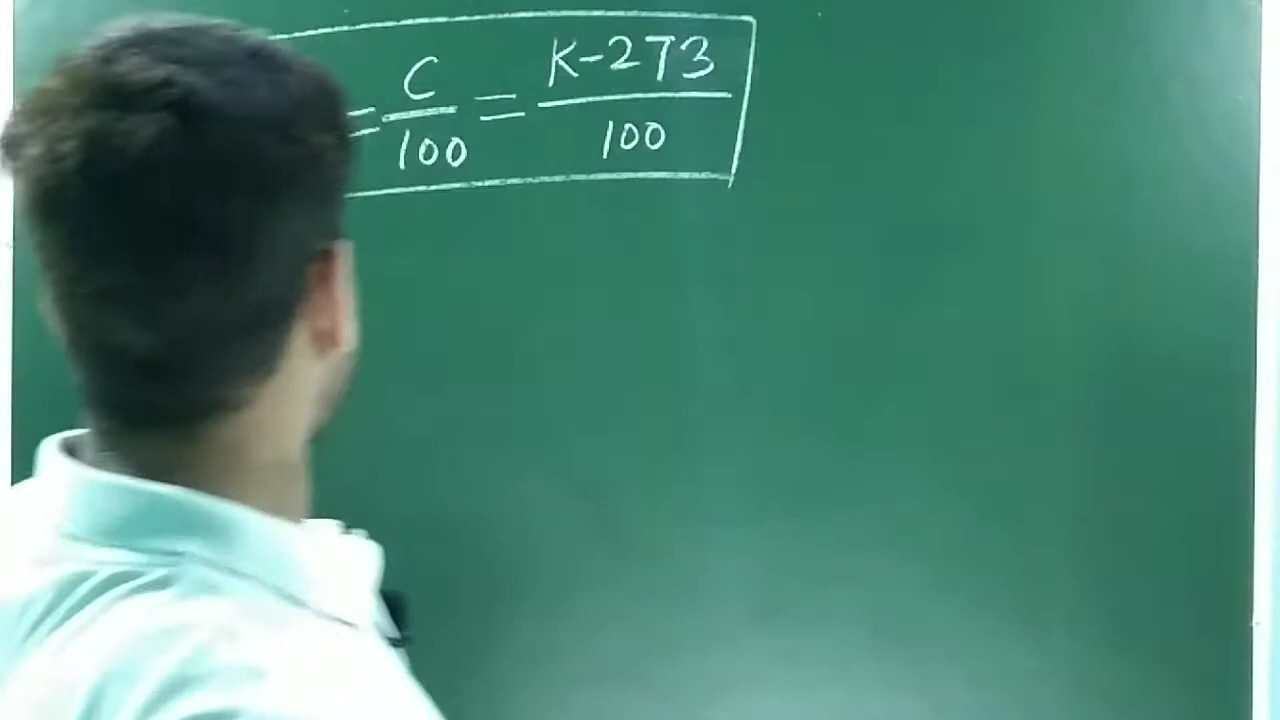 = C/100 = K-273/100